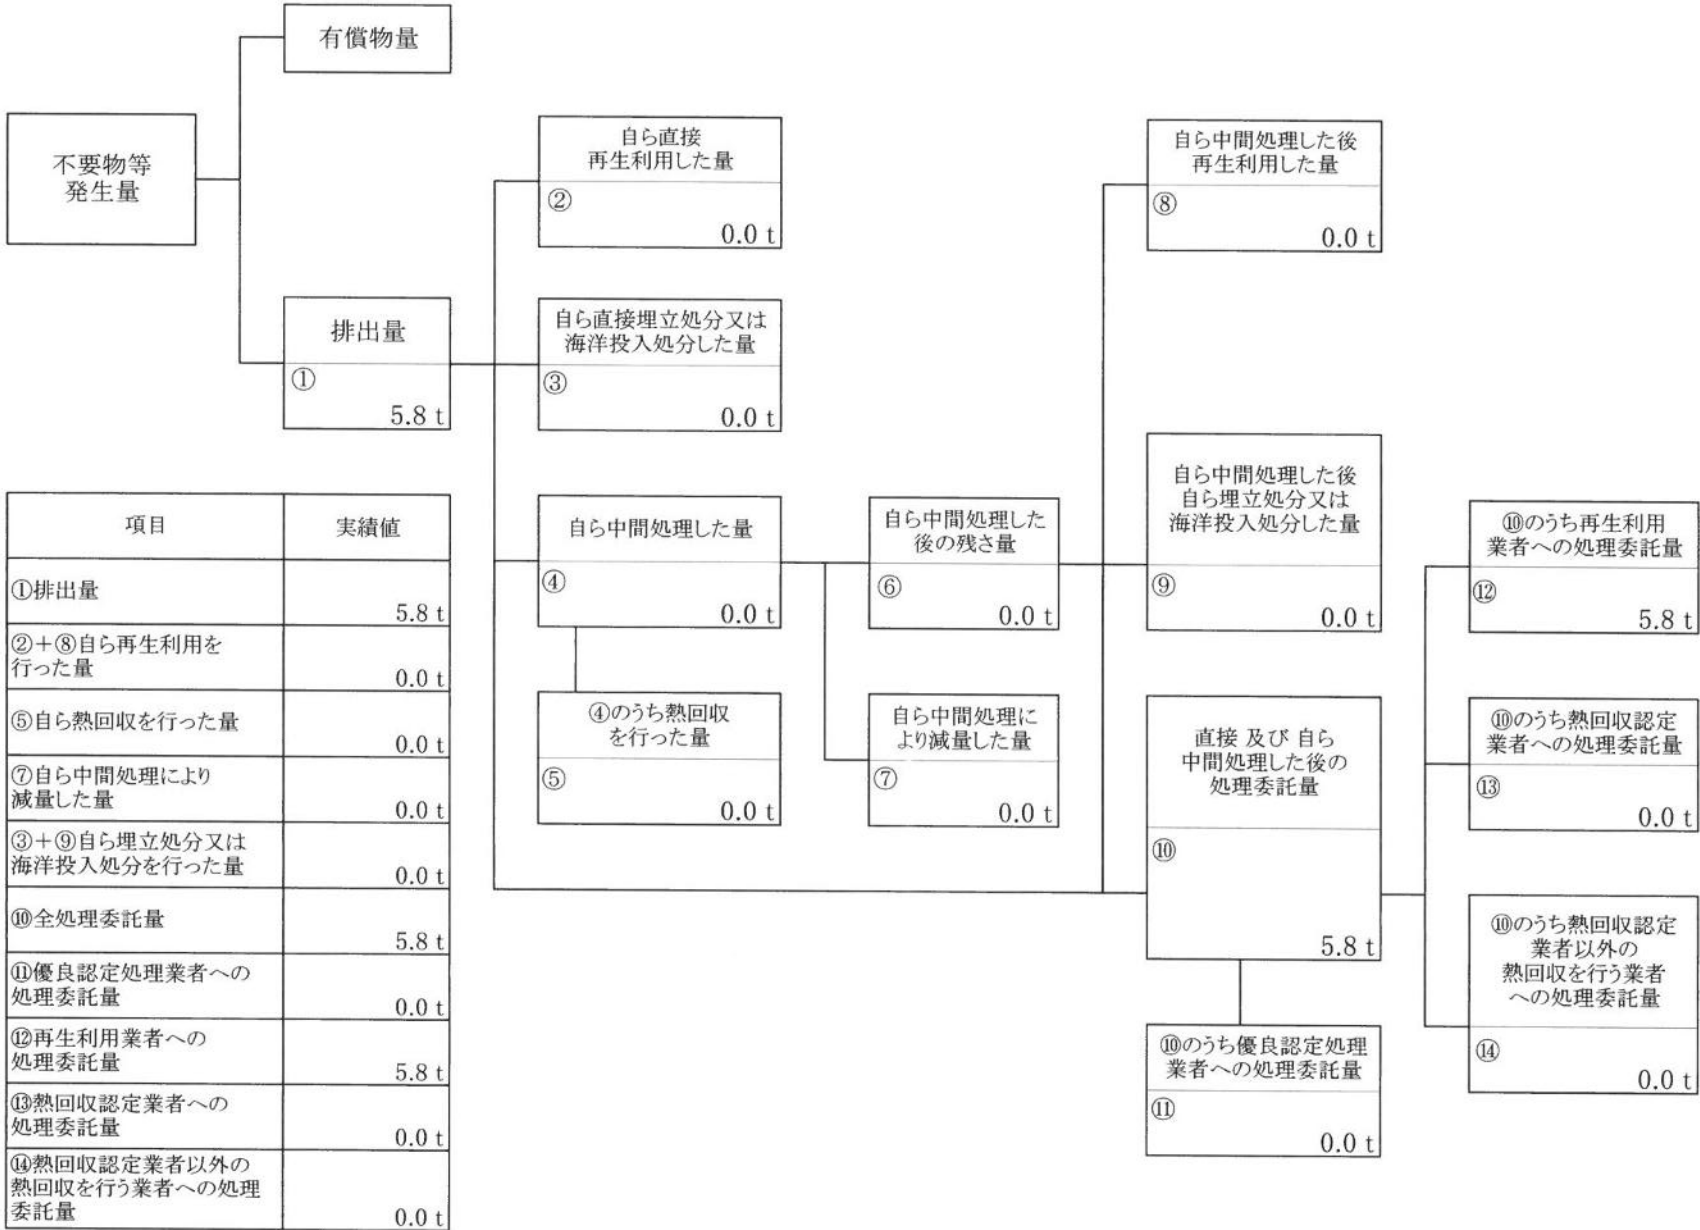 有償物量
不要物等
発生量
排出量
①
5.8 t
自ら直接
再生利用した量
②
0.0 t
自ら直接埋立処分又は
海洋投入処分した量
③
0.0 t
自ら中間処理した量
④
0.0 t
④のうち熱回収
を行った量
⑤
0.0 t
自ら中間処理した
後の残さ量
⑥
0.0 t
自ら中間処理に
より減量した量
⑦
0.0 t
自ら中間処理した後
再生利用した量
⑧
0.0 t
自ら中間処理した後
自ら埋立処分又は
海洋投入処分した量
⑨
0.0 t
直接 及び 自ら
中間処理した後の
処理委託量
⑩
5.8 t
⑩のうち優良認定処理
業者への処理委託量
⑪
0.0 t
⑩のうち再生利用
業者への処理委託量
⑫
5.8 t
⑩のうち熱回収認定
業者への処理委託量
⑬
0.0 t
⑩のうち熱回収認定
業者以外の
熱回収を行う業者
への処理委託量
⑭
0.0 t
項目 実績値
①排出量
5.8 t
②＋⑧自ら再生利用を
行った量
0.0 t
⑤自ら熱回収を行った量
0.0 t
⑦自ら中間処理により
減量した量
0.0 t
③＋⑨自ら埋立処分又は
海洋投入処分を行った量
0.0 t
⑩全処理委託量
5.8 t
⑪優良認定処理業者への
処理委託量
0.0 t
⑫再生利用業者への
処理委託量
5.8 t
⑬熱回収認定業者への
処理委託量
0.0 t
⑭熱回収認定業者以外の
熱回収を行う業者への処理
委託量
0.0 t